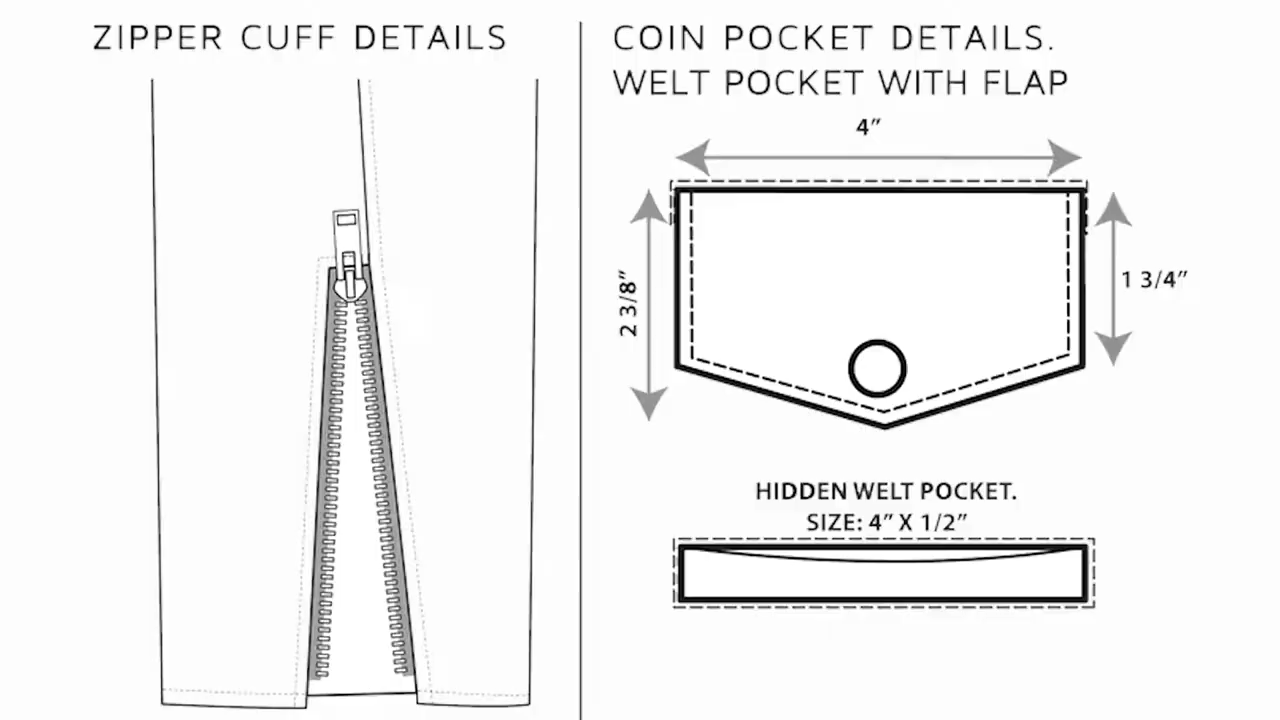 ZIPPER CUFF DETAILS
COIN POCKET DETAILS.
WELT POCKET WITH FLAP
4”
2 3/8”
1 3/4”
HIDDEN WELT POCKET.
SIZE: 4” X 1/2”